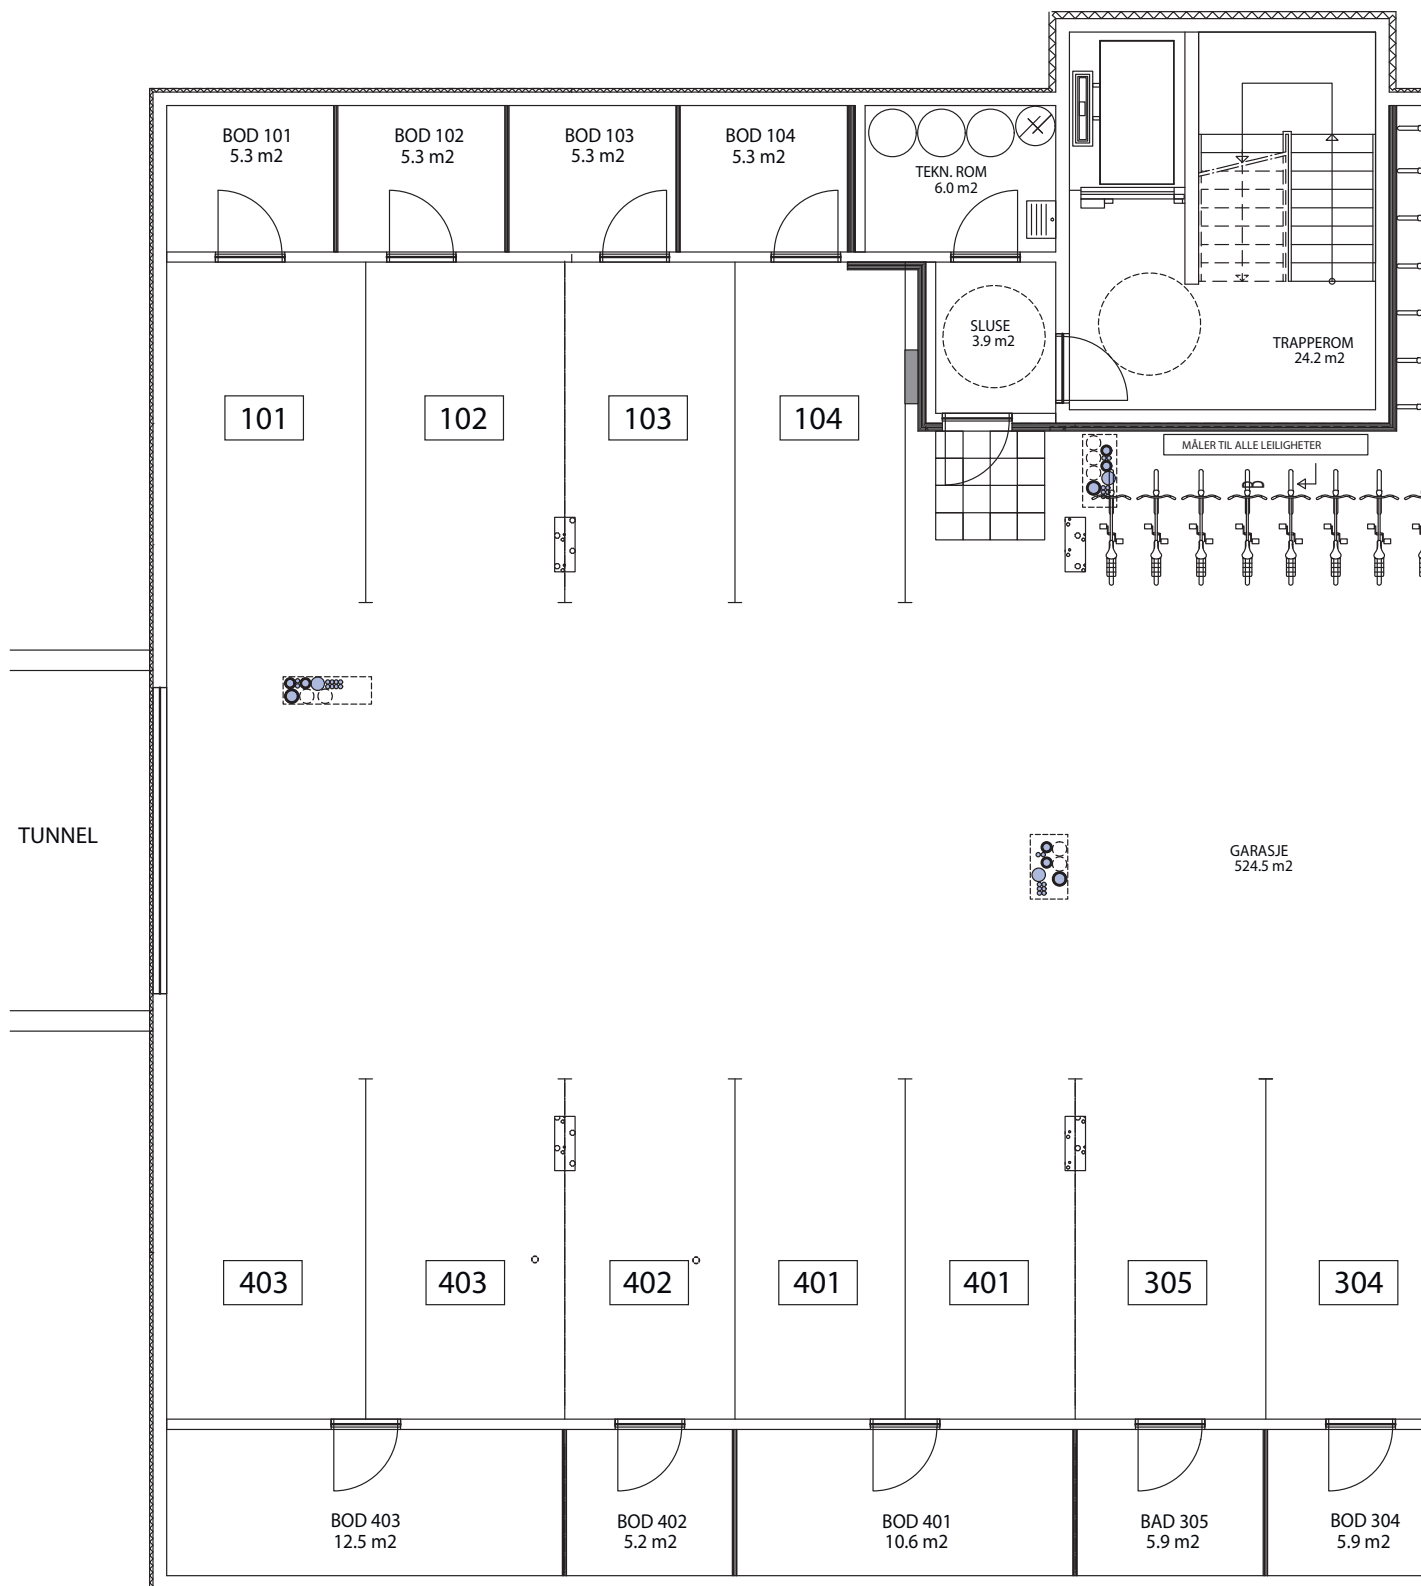 BOD 101
5.3 m2
BOD 102
5.3 m2
BOD 103
5.3 m2
BOD 104
5.3 m2
TEKN. ROM
6.0 m2
SLUSE
3.9 m2
TRAPPEROM
24.2 m2
101
102
103
104
MÅLER TIL ALLE LEILIGHETER
TUNNEL
GARASJE
524.5 m2
403
403
402
401
401
305
304
BOD 403
12.5 m2
BOD 402
5.2 m2
BOD 401
10.6 m2
BAD 305
5.9 m2
BOD 304
5.9 m2